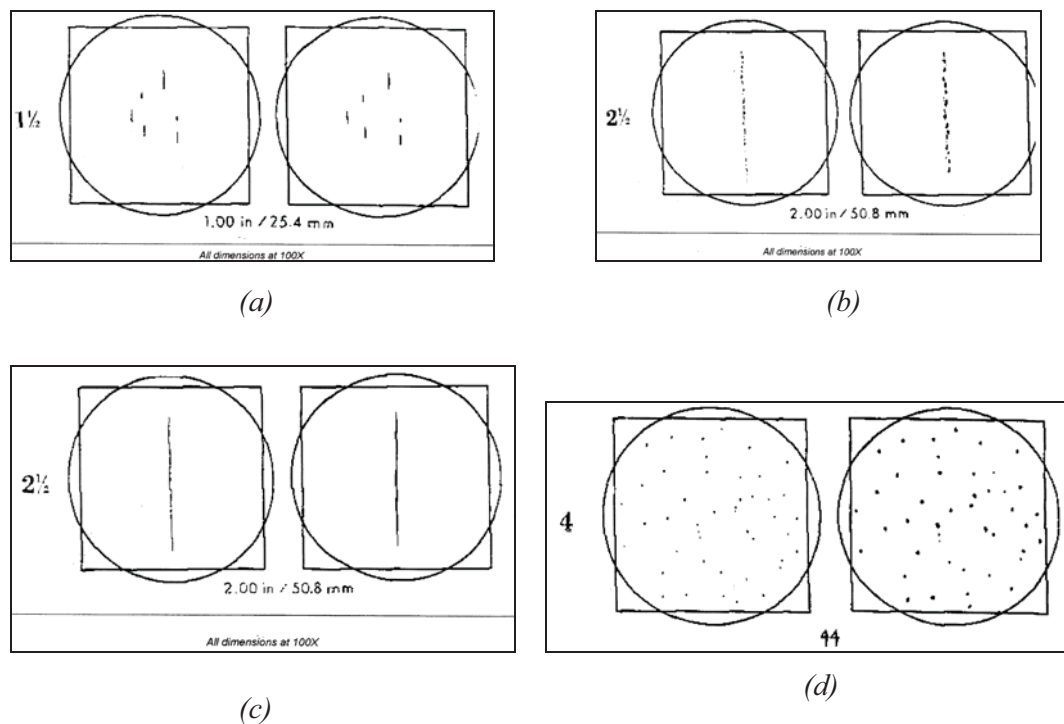 1½
1.00 in / 25.4 mm
All dimensions at 100X
(a)
2½
2.00 in / 50.8 mm
All dimensions at 100X
(b)
2½
2.00 in / 50.8 mm
All dimensions at 100X
(c)
4
44
(d)